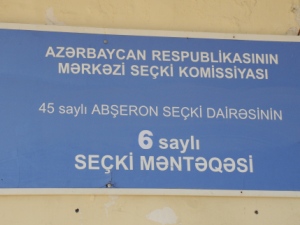 AZƏRBAYCAN RESPUBLİKASININ
MƏRKƏZİ SEÇKİ KOMİSSİYASI
45 saylı ABŞERON SEÇKİ DAİRƏSİNİN
6 saylı
SEÇKİ MƏNTƏQƏSİ